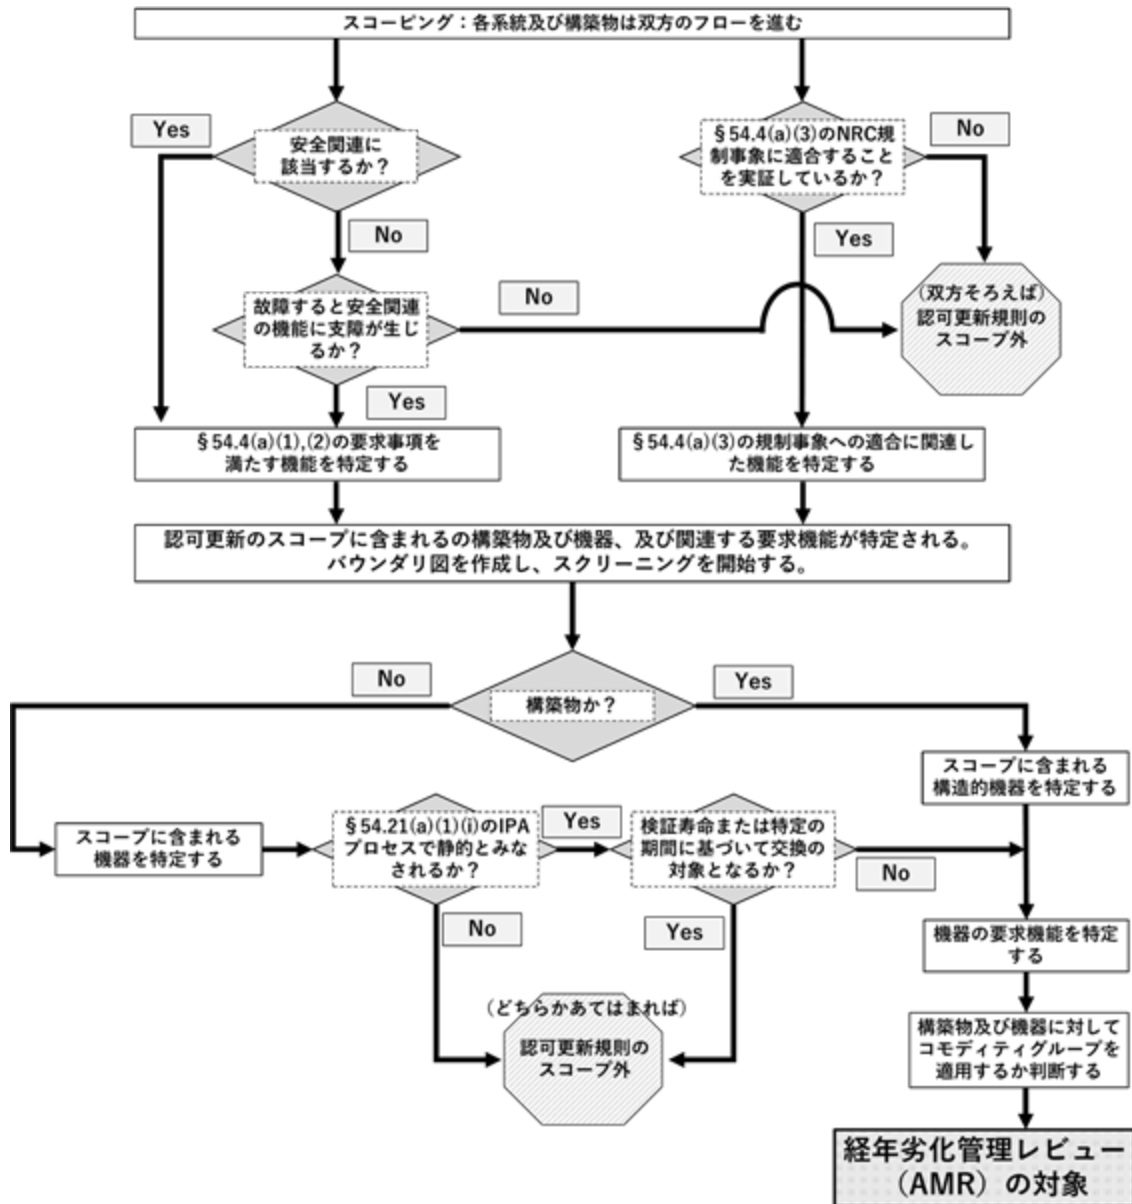 スコーピング：各系統及び構築物は双方のフローを進む
Yes
安全関連に
該当するか？
§54.4(a)(3)のNRC規
制事象に適合すること
を実証しているか？
No
No
Yes
故障すると安全関連
の機能に支障が生じ
るか？
No
（双方そろえば）
認可更新規則の
スコープ外
Yes
§54.4(a)(1),(2)の要求事項を
満たす機能を特定する
§54.4(a)(3)の規制事象への適合に関連し
た機能を特定する
認可更新のスコープに含まれるの構築物及び機器、及び関連する要求機能が特定される。
バウンダリ図を作成し、スクリーニングを開始する。
No
構築物か？
Yes
スコープに含まれる
構造的機器を特定する
スコープに含まれる
機器を特定する
§54.21(a)(1)(i)のIPA
プロセスで静的とみな
されるか？
Yes
検証寿命または特定の
期間に基づいて交換の
対象となるか？
No
No
Yes
機器の要求機能を特定
する
（どちらかあてはまれば）
認可更新規則の
スコープ外
構築物及び機器に対して
コモディティグループを
適用するか判断する
経年劣化管理レビュー
（AMR）の対象